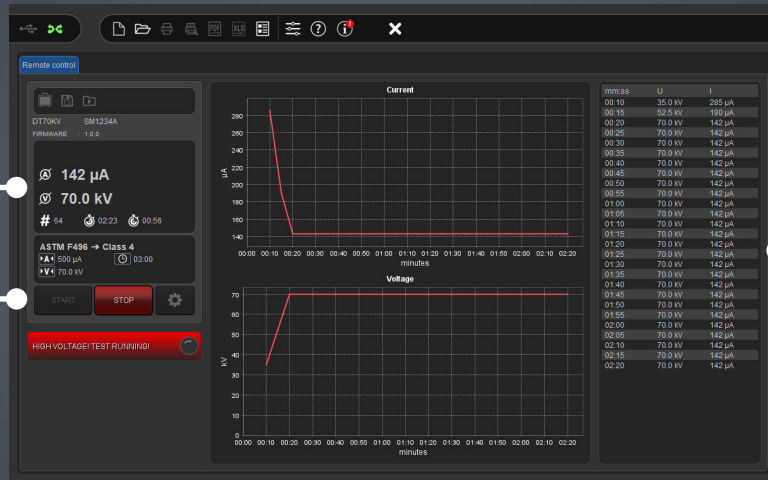 PDF XLS
Remote control
DT70KV SM1234A
FIRMWARE : 1.0.0
142 µA
70.0 kV
# 64 02:23 00:56
ASTM F496 → Class 4
A 500 µA 03:00
V 70.0 kV
START STOP
HIGH VOLTAGE! TEST RUNNING!
Current
280
260
240
220
200
180
160
140
µA
00:00 00:10 00:20 00:30 00:40 00:50 01:00 01:10 01:20 01:30 01:40 01:50 02:00 02:10 02:20
minutes
Voltage
70
60
50
40
30
20
10
0
kV
00:00 00:10 00:20 00:30 00:40 00:50 01:00 01:10 01:20 01:30 01:40 01:50 02:00 02:10 02:20
minutes
mm:ss U I
00:10 35.0 kV 285 µA
00:15 52.5 kV 190 µA
00:20 70.0 kV 142 µA
00:25 70.0 kV 142 µA
00:30 70.0 kV 142 µA
00:35 70.0 kV 142 µA
00:40 70.0 kV 142 µA
00:45 70.0 kV 142 µA
00:50 70.0 kV 142 µA
00:55 70.0 kV 142 µA
01:00 70.0 kV 142 µA
01:05 70.0 kV 142 µA
01:10 70.0 kV 142 µA
01:15 70.0 kV 142 µA
01:20 70.0 kV 142 µA
01:25 70.0 kV 142 µA
01:30 70.0 kV 142 µA
01:35 70.0 kV 142 µA
01:40 70.0 kV 142 µA
01:45 70.0 kV 142 µA
01:50 70.0 kV 142 µA
01:55 70.0 kV 142 µA
02:00 70.0 kV 142 µA
02:05 70.0 kV 142 µA
02:10 70.0 kV 142 µA
02:15 70.0 kV 142 µA
02:20 70.0 kV 142 µA